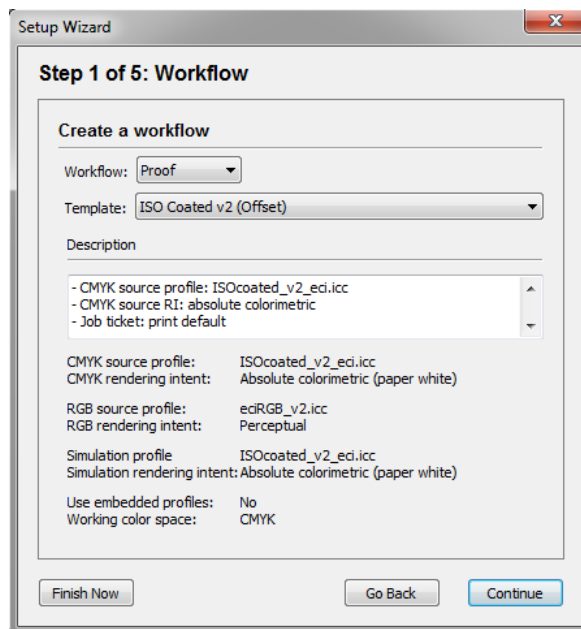 Setup Wizard
Step 1 of 5: Workflow
Create a workflow
Workflow: Proof
Template: ISO Coated v2 (Offset)
Description
- CMYK source profile: ISOcoated_v2_eci.icc
- CMYK source RI: absolute colorimetric
- Job ticket: print default
CMYK source profile: ISOcoated_v2_eci.icc
CMYK rendering intent: Absolute colorimetric (paper white)
RGB source profile: eciRGB_v2.icc
RGB rendering intent: Perceptual
Simulation profile ISOcoated_v2_eci.icc
Simulation rendering intent: Absolute colorimetric (paper white)
Use embedded profiles: No
Working color space: CMYK
Finish Now Go Back Continue